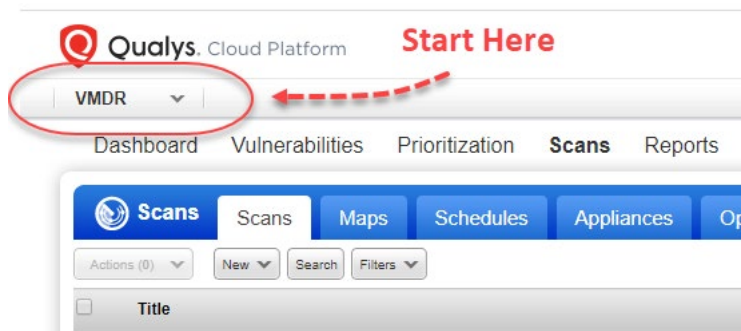 Qualys. Cloud Platform
Start Here
VMDR
Dashboard Vulnerabilities Prioritization Scans Reports
Scans Scans Maps Schedules Appliances Op
Actions (0) New Search Filters
Title